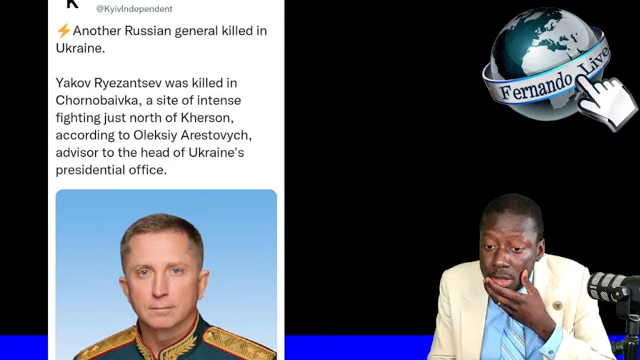 K
@KyivIndependent
⚡Another Russian general killed in
Ukraine.
Yakov Ryezantsev was killed in
Chornobaivka, a site of intense
fighting just north of Kherson,
according to Oleksiy Arestovych,
advisor to the head of Ukraine's
presidential office.
Fernando Live